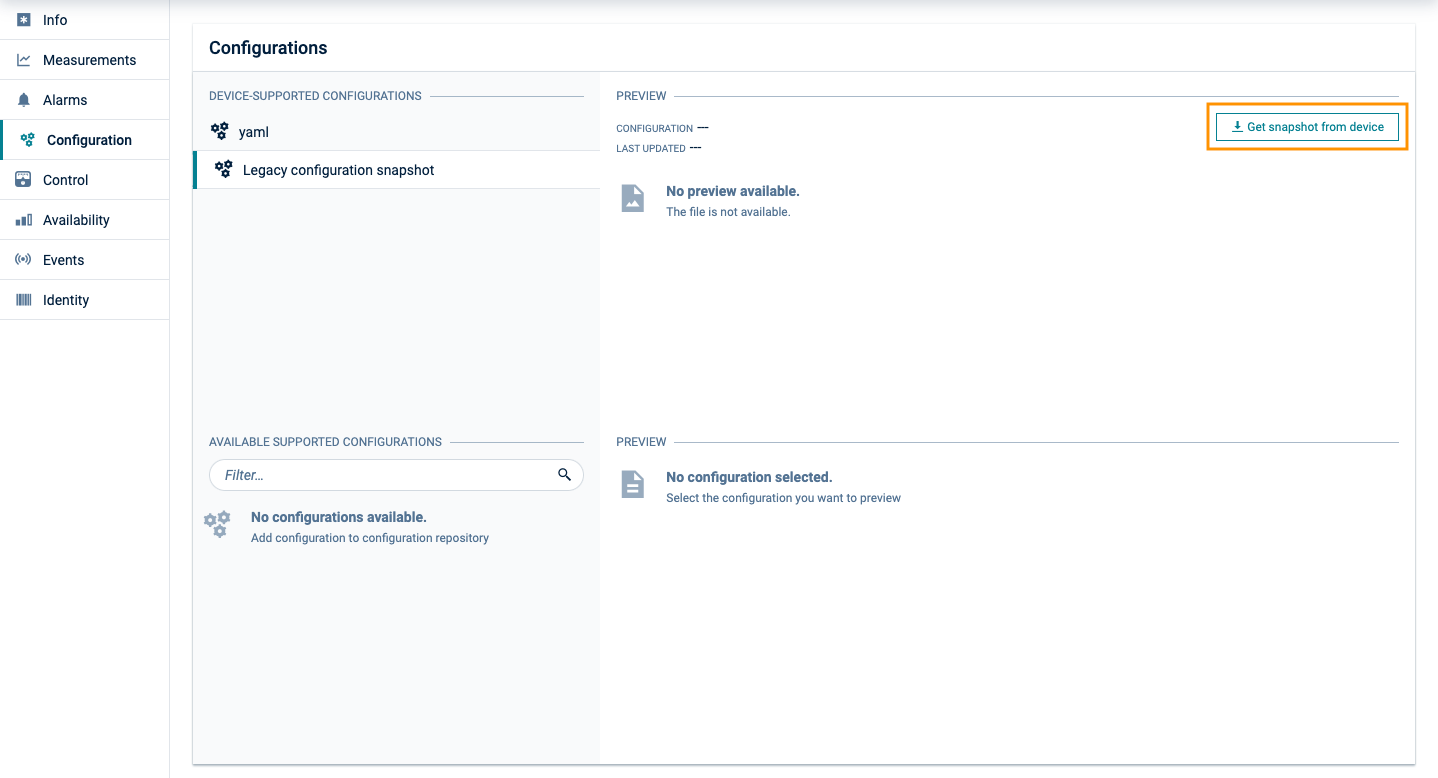 Info
Measurements
Alarms
Configuration
Control
Availability
Events
Identity
Configurations
DEVICE-SUPPORTED CONFIGURATIONS
yaml
Legacy configuration snapshot
PREVIEW
CONFIGURATION ---
LAST UPDATED ---
Get snapshot from device
No preview available.
The file is not available.
AVAILABLE SUPPORTED CONFIGURATIONS
Filter...
No configurations available.
Add configuration to configuration repository
PREVIEW
No configuration selected.
Select the configuration you want to preview